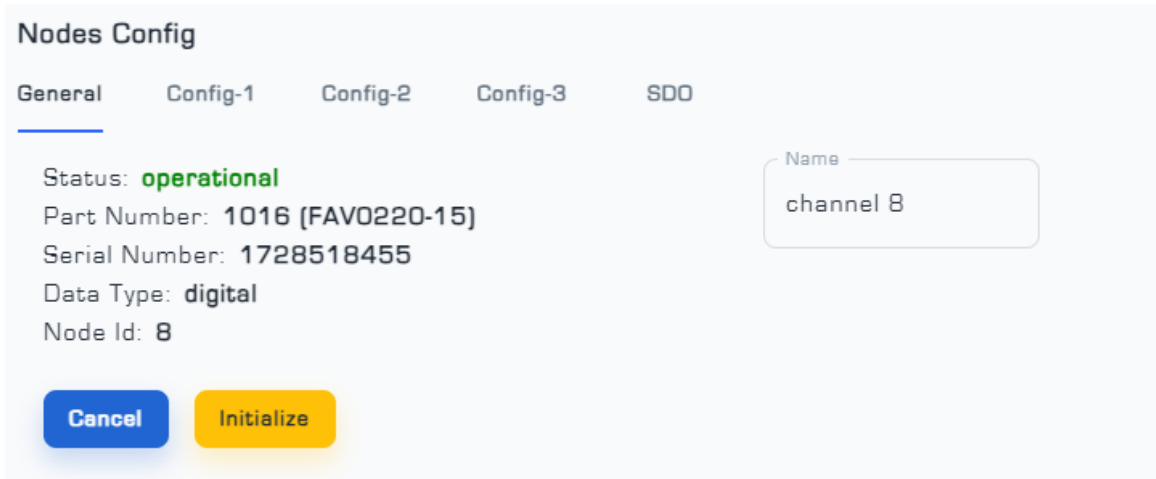 Nodes Config
General Config-1 Config-2 Config-3 SDO
Name
channel 8
Status: operational
Part Number: 1016 (FAV0220-15)
Serial Number: 1728518455
Data Type: digital
Node Id: 8
Cancel Initialize